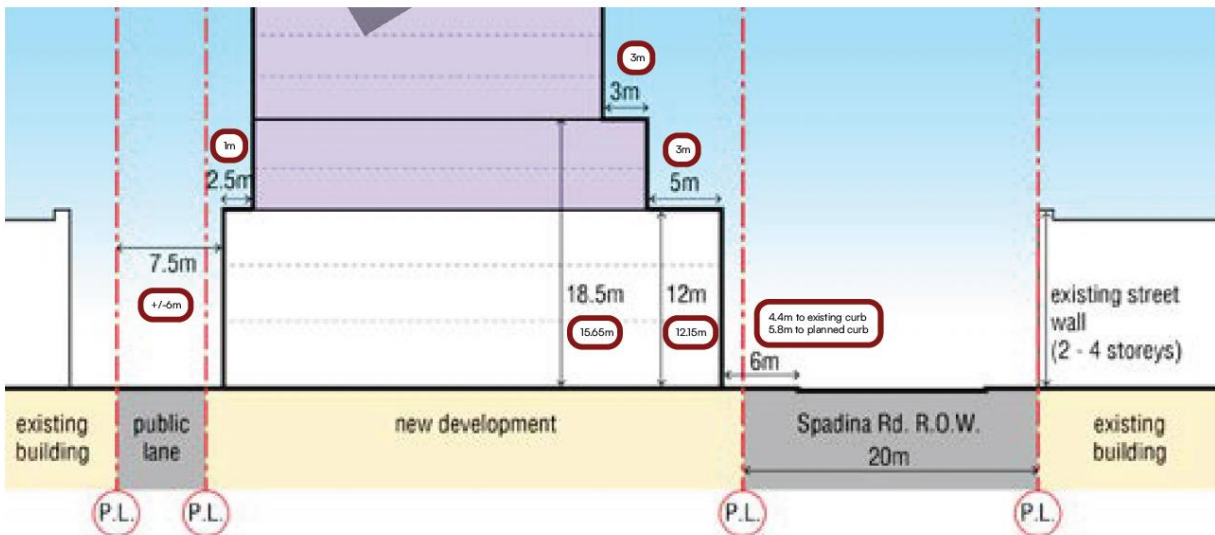 3m
3m
1m
2.5m
3m
5m
7.5m
+/-6m
18.5m
15.65m
12m
12.15m
4.4m to existing curb
5.8m to planned curb
6m
existing street
wall
(2 - 4 storeys)
existing
building
public
lane
new development
Spadina Rd. R.O.W.
20m
existing
building
P.L.
P.L.
P.L.
P.L.